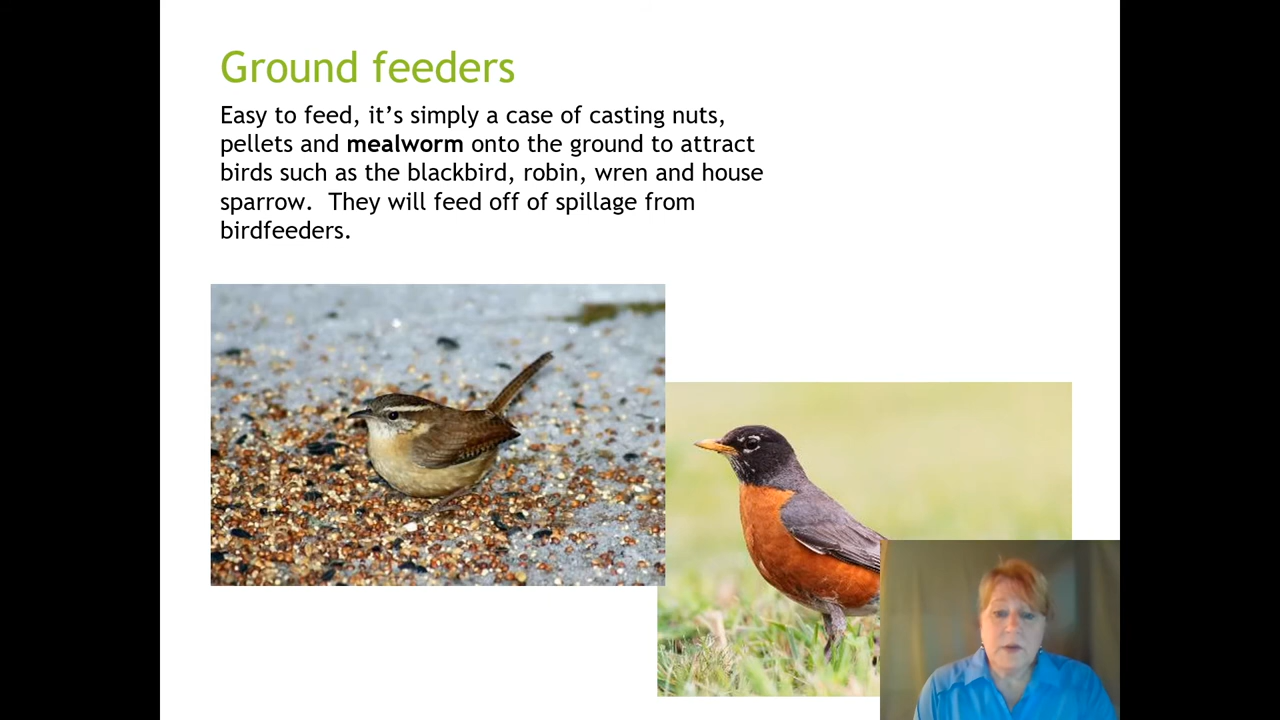 Ground feeders
Easy to feed, it’s simply a case of casting nuts,
pellets and mealworm onto the ground to attract
birds such as the blackbird, robin, wren and house
sparrow.  They will feed off of spillage from
birdfeeders.